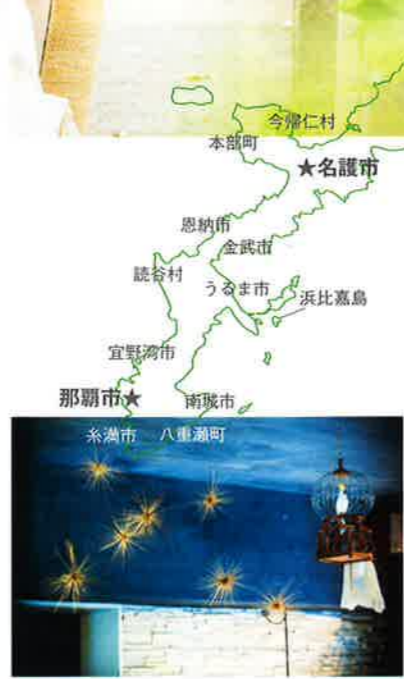 今帰仁村
本部町
★名護市
恩納市
金武市
読谷村
うるま市
浜比嘉島
宜野湾市
那覇市★
南城市
糸満市
八重瀬町